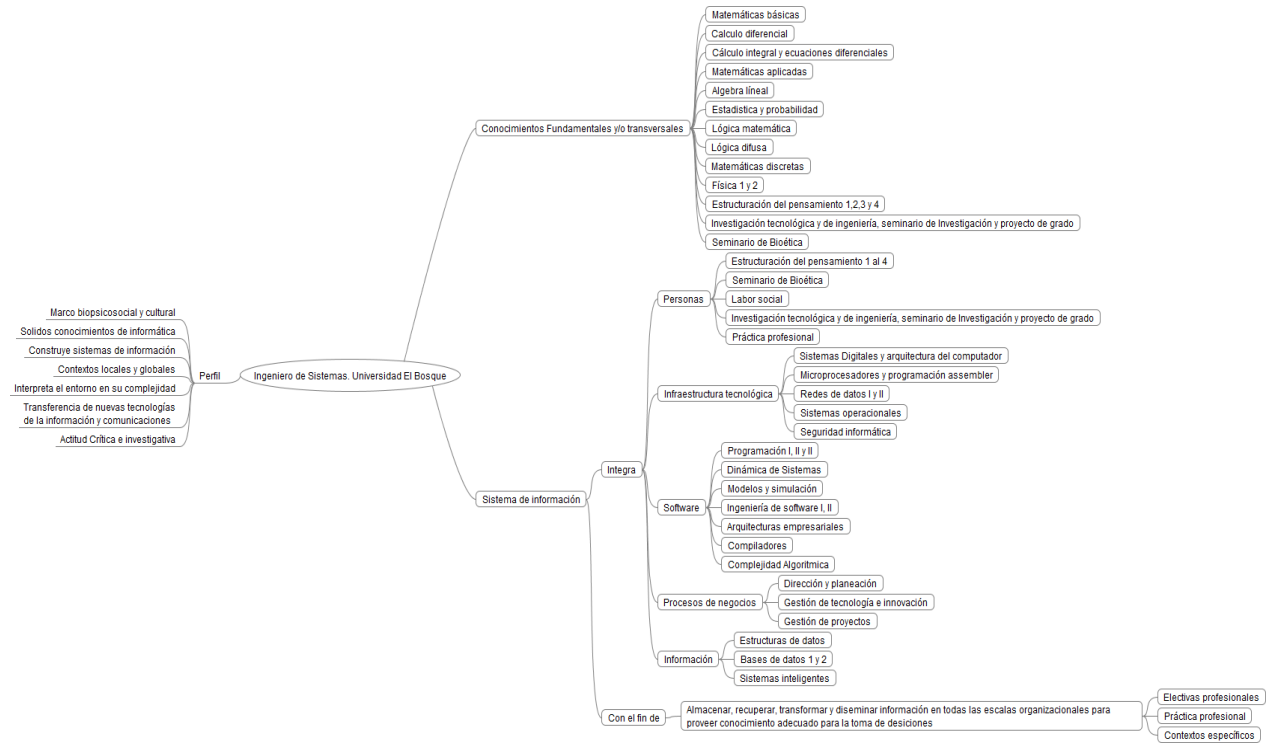 Matemáticas básicas
Calculo diferencial
Cálculo integral y ecuaciones diferenciales
Matemáticas aplicadas
Algebra líneal
Estadistica y probabilidad
Conocimientos Fundamentales y/o transversales
Lógica matemática
Lógica difusa
Matemáticas discretas
Física 1 y 2
Estructuración del pensamiento 1,2,3 y 4
Investigación tecnológica y de ingeniería, seminario de Investigación y proyecto de grado
Seminario de Bioética
Marco biopsicosocial y cultural
Solidos conocimientos de informática
Construye sistemas de información
Contextos locales y globales
Interpreta el entorno en su complejidad
Transferencia de nuevas tecnologías
de la información y comunicaciones
Actitud Crítica e investigativa
Perfil
Ingeniero de Sistemas. Universidad El Bosque
Sistema de información
Integra
Personas
Estructuración del pensamiento 1 al 4
Seminario de Bioética
Labor social
Investigación tecnológica y de ingeniería, seminario de Investigación y proyecto de grado
Práctica profesional
Infraestructura tecnológica
Sistemas Digitales y arquitectura del computador
Microprocesadores y programación assembler
Redes de datos I y II
Sistemas operacionales
Seguridad informática
Software
Programación I, II y II
Dinámica de Sistemas
Modelos y simulación
Ingeniería de software I, II
Arquitecturas empresariales
Compiladores
Complejidad Algoritmica
Procesos de negocios
Dirección y planeación
Gestión de tecnología e innovación
Gestión de proyectos
Información
Estructuras de datos
Bases de datos 1 y 2
Sistemas inteligentes
Con el fin de
Almacenar, recuperar, transformar y diseminar información en todas las escalas organizacionales para
proveer conocimiento adecuado para la toma de desiciones
Electivas profesionales
Práctica profesional
Contextos específicos